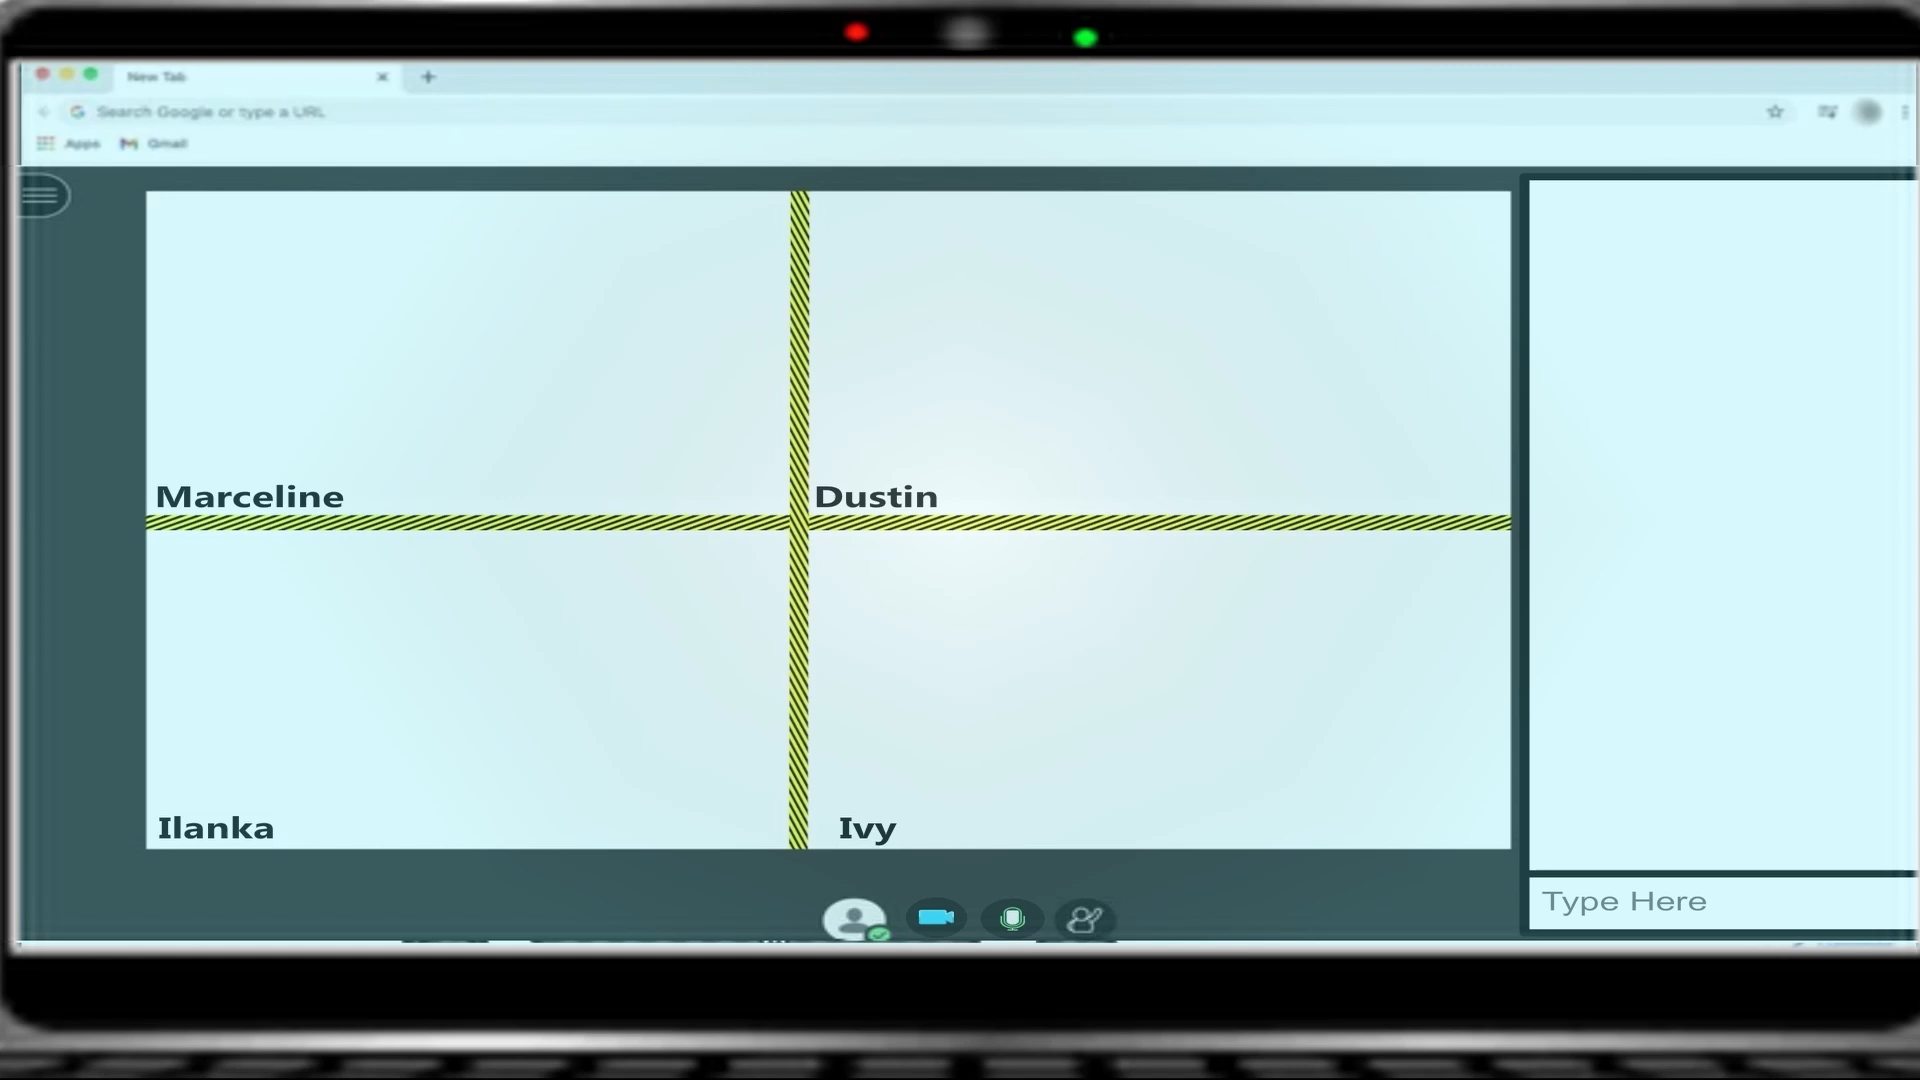 New Tab
Search Google or type a URL
Apps Gmail
Marceline
Dustin
Ilanka
Ivy
Type Here